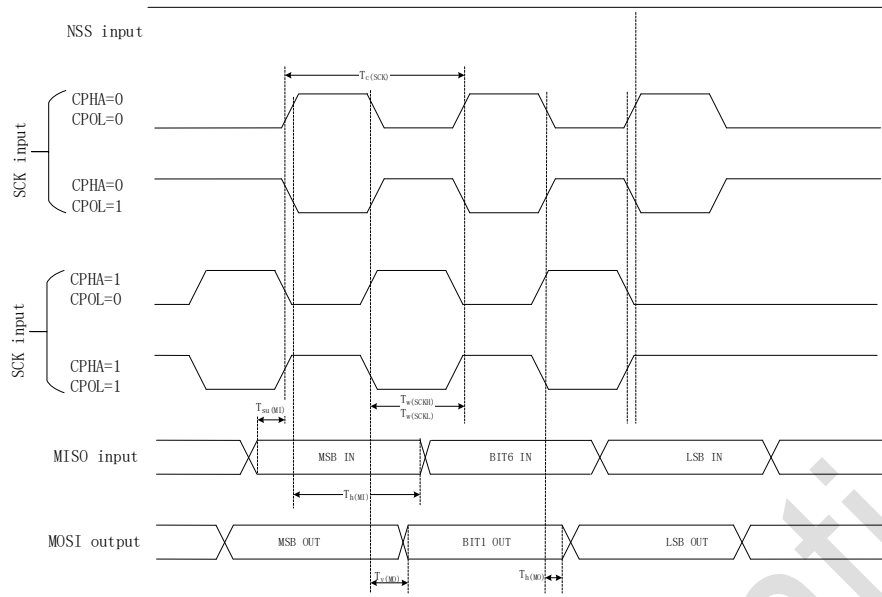 NSS input
Tc(SCK)
CPHA=0
CPOL=0
SCK input
CPHA=0
CPOL=1
CPHA=1
CPOL=0
SCK input
CPHA=1
CPOL=1
Tsu(MI)
Tw(SCKH)
Tw(SCKL)
MISO input
MSB IN
BIT6 IN
LSB IN
Th(MI)
MOSI output
MSB OUT
BIT1 OUT
LSB OUT
Tv(MO)
Th(MO)